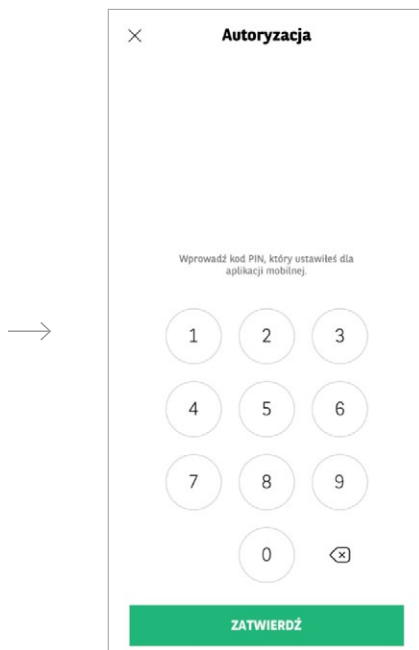 Autoryzacja
Wprowadź kod PIN, który ustawiłeś dla
aplikacji mobilnej.
1 2 3
4 5 6
7 8 9
0
ZATWIERDŹ